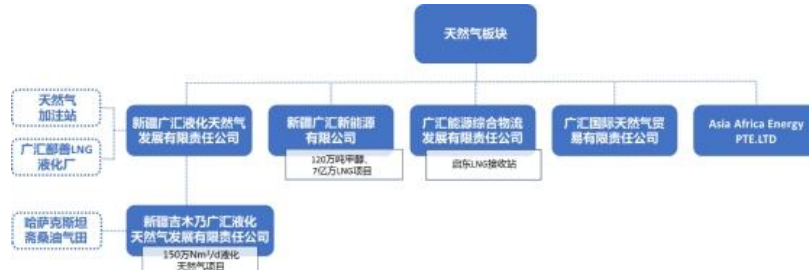 天然气板块
天然气
加注站
广汇鄯善LNG
液化厂
新疆广汇液化天然气
发展有限责任公司
新疆广汇新能源
有限公司
120万吨甲醇、
7亿方LNG项目
广汇能源综合物流
发展有限责任公司
启东LNG接收站
广汇国际天然气贸
易有限责任公司
Asia Africa Energy
PTE.LTD
哈萨克斯坦
斋桑油气田
新疆吉木乃广汇液化
天然气发展有限责任公司
150万Nm³/d液化
天然气项目